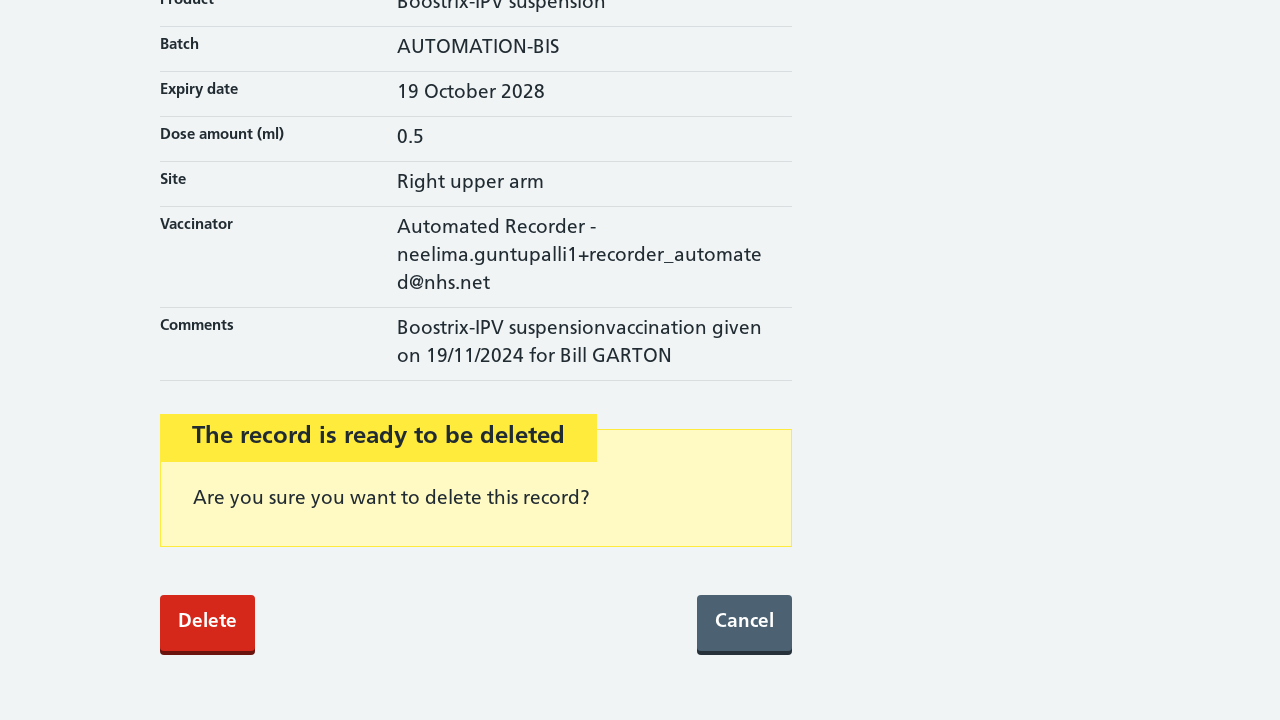 Product
Boostrix-IPV suspension
Batch
AUTOMATION-BIS
Expiry date
19 October 2028
Dose amount (ml)
0.5
Site
Right upper arm
Vaccinator
Automated Recorder -
neelima.guntupalli1+recorder_automate
d@nhs.net
Comments
Boostrix-IPV suspensionvaccination given
on 19/11/2024 for Bill GARTON
The record is ready to be deleted
Are you sure you want to delete this record?
Delete
Cancel